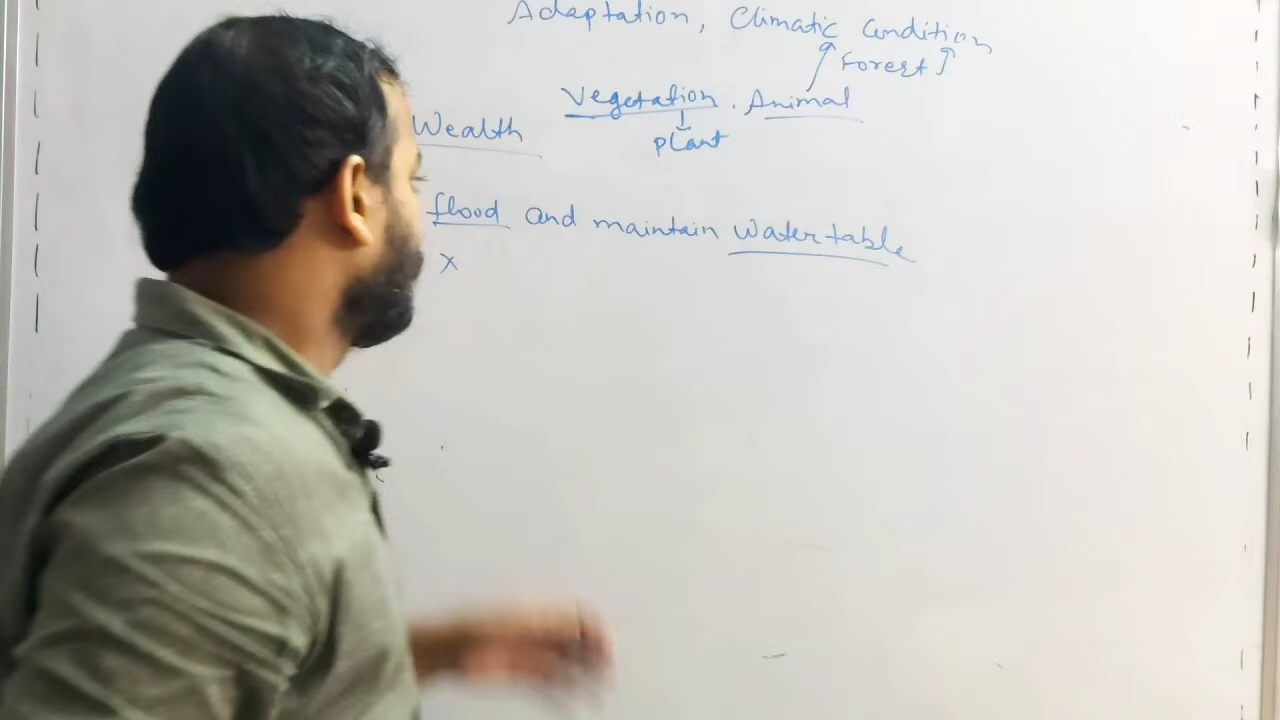 Adaptation, Climatic Condition
Forest
Vegetation. Animal
Wealth
plant
flood and maintain Water table
x